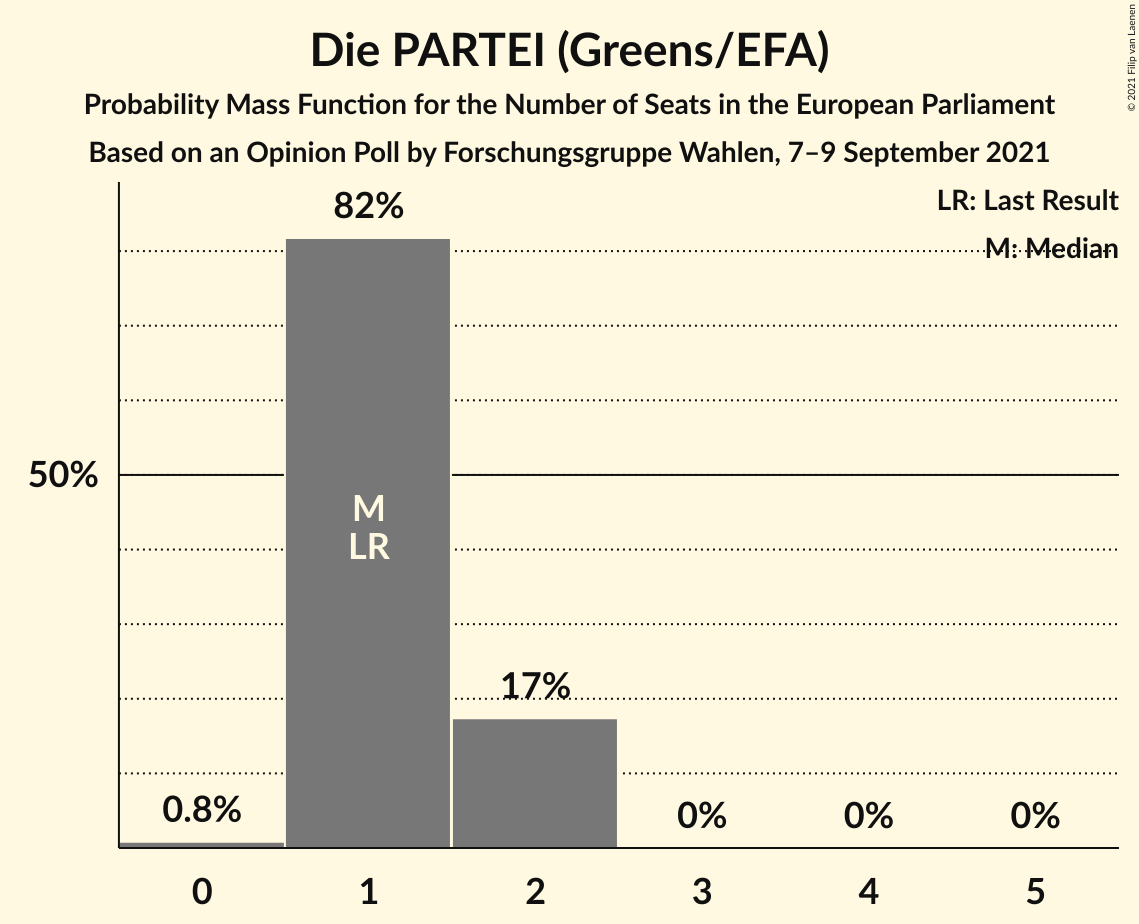 Die PARTEI (Greens/EFA)
Probability Mass Function for the Number of Seats in the European Parliament
Based on an Opinion Poll by Forschungsgruppe Wahlen, 7–9 September 2021
© 2021 Filip van Laenen
LR: Last Result
M: Median
82%
50%
M
LR
17%
0.8%
0%
0%
0%
0
1
2
3
4
5